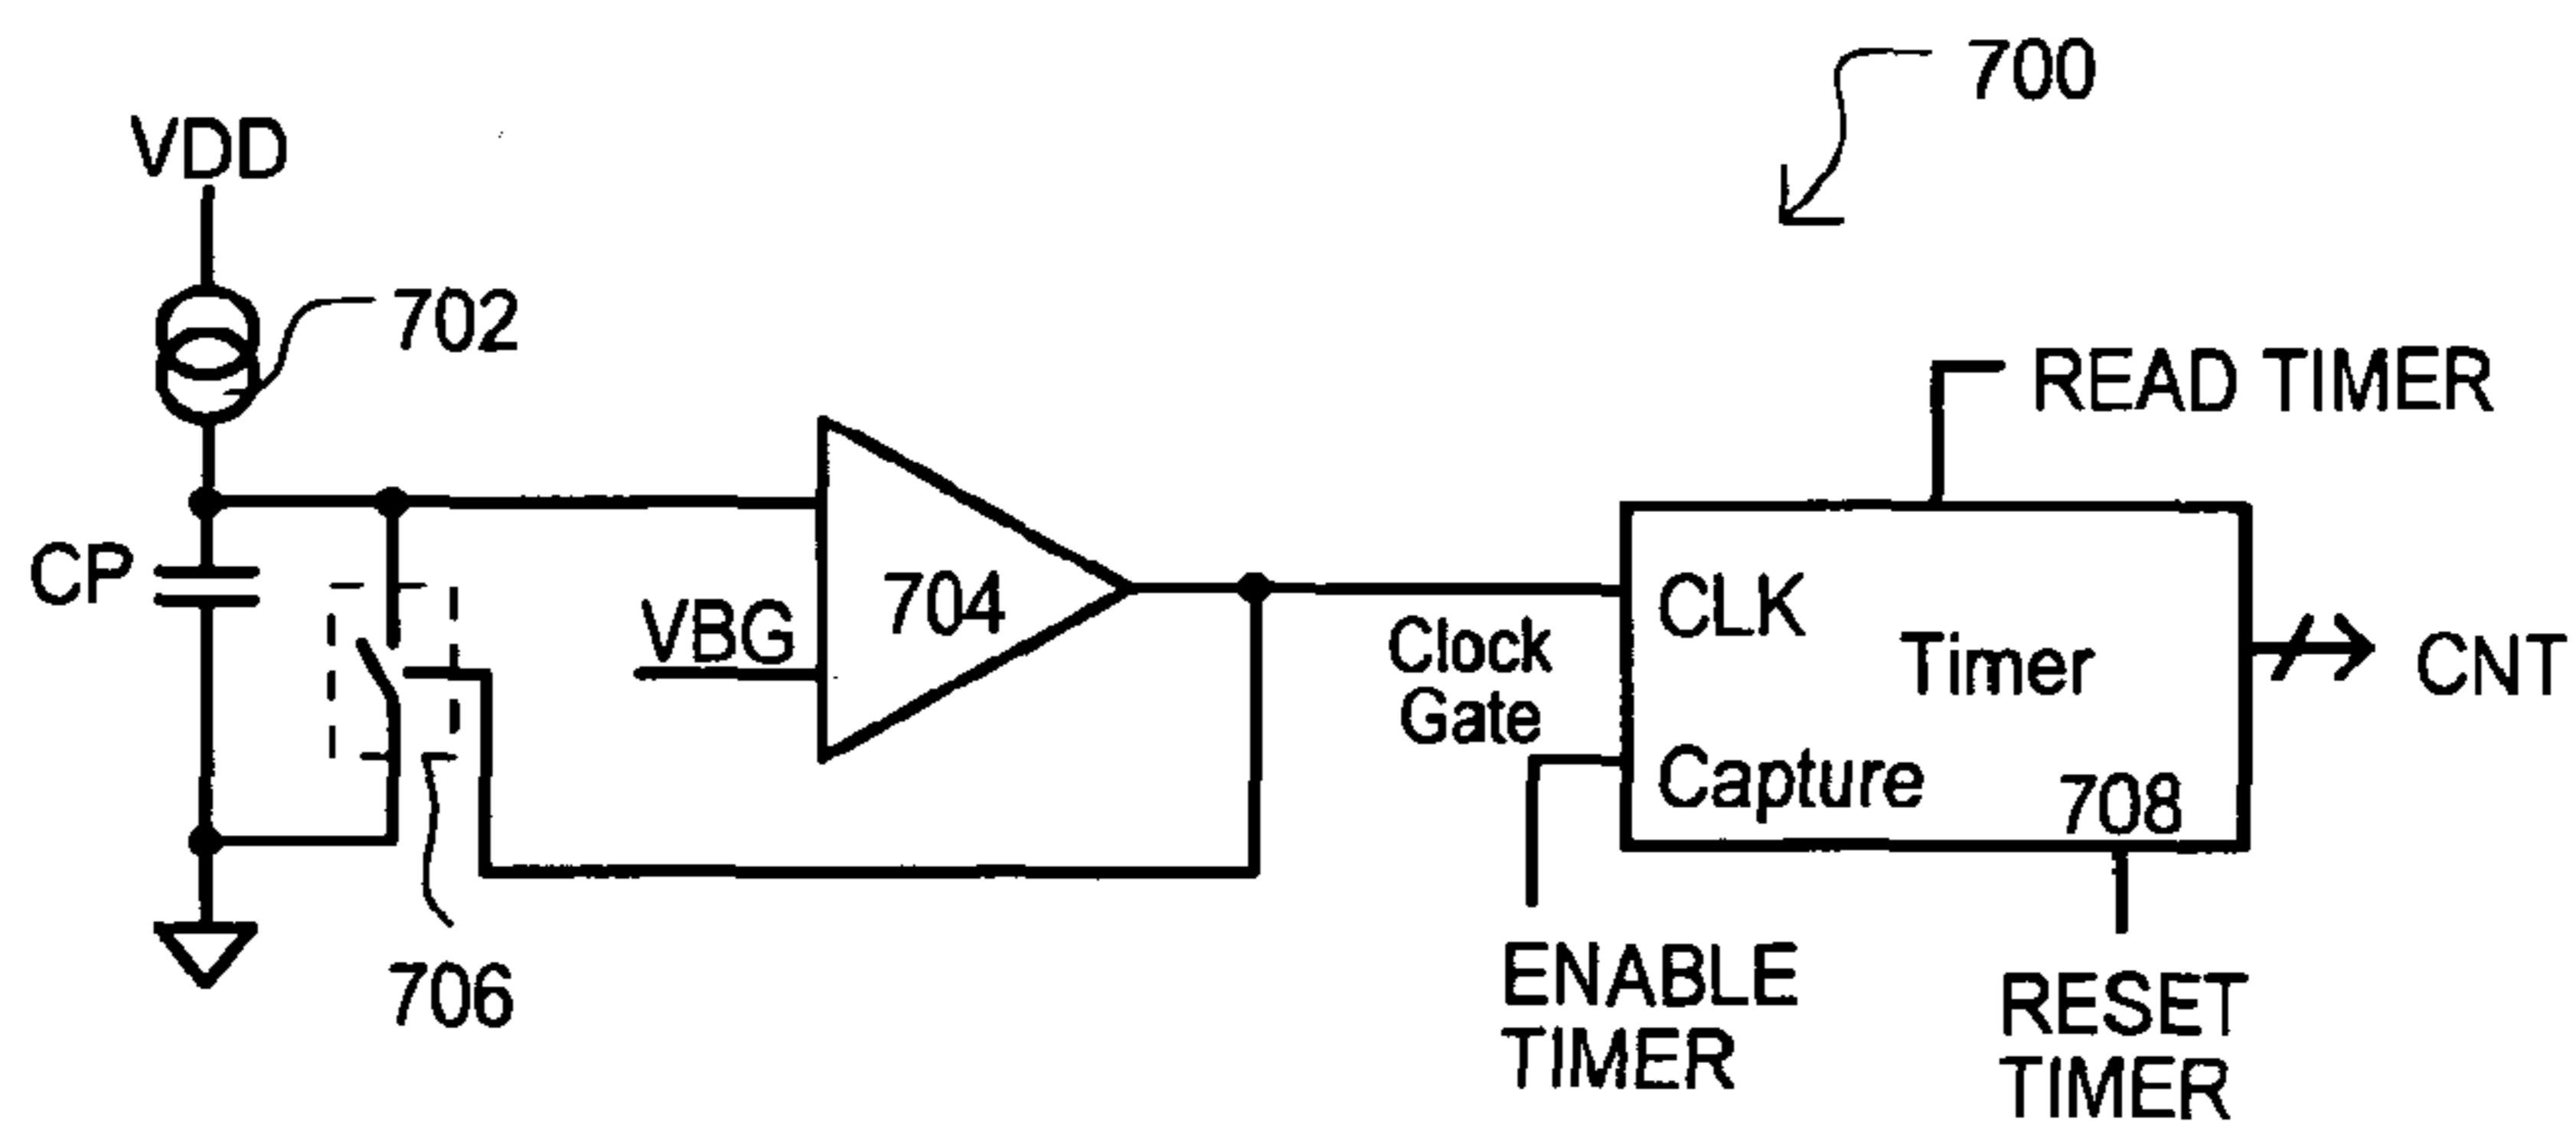 700
VDD
702
READ TIMER
CP
VBG
704
Clock
Gate
CLK
Timer
Capture
708
CNT
706
ENABLE
TIMER
RESET
TIMER